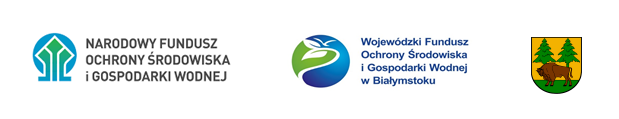 NARODOWY FUNDUSZ
OCHRONY ŚRODOWISKA
i GOSPODARKI WODNEJ
Wojewódzki Fundusz
Ochrony Środowiska
i Gospodarki Wodnej
w Białymstoku